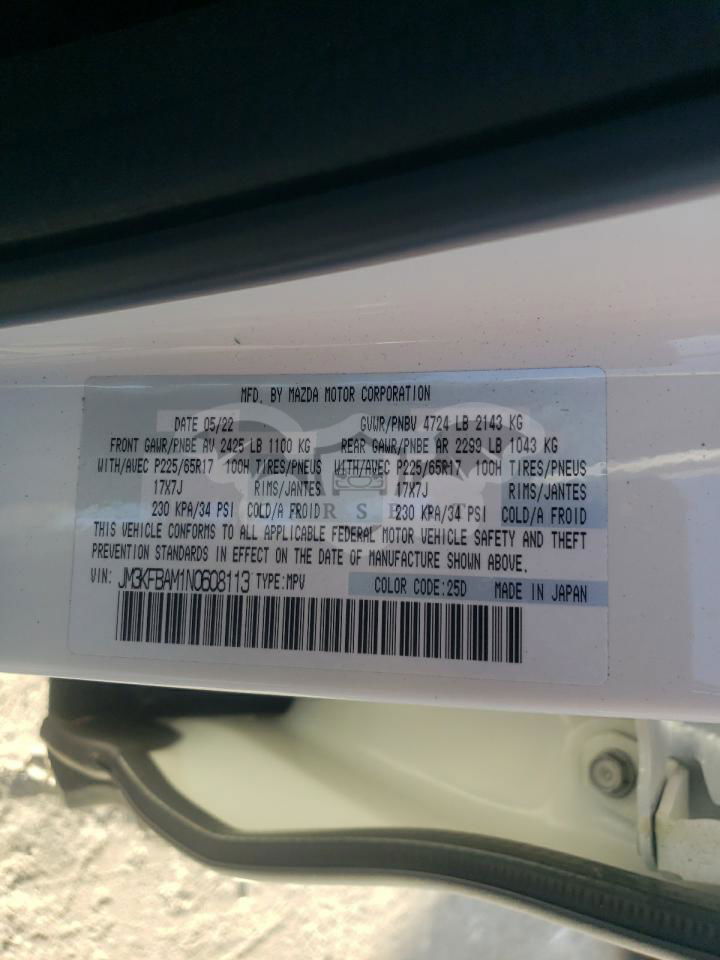 MFD. BY MAZDA MOTOR CORPORATION
DATE 05/22 GVWR/PNBV 4724 LB 2143 KG
FRONT GAWR/PNBE AV 2425 LB 1100 KG REAR GAWR/PNBE AR 2299 LB 1043 KG
WITH/AVEC P225/65R17 100H TIRES/PNEUS WITH/AVEC P225/65R17 100H TIRES/PNEUS
17X7J RIMS/JANTES 17X7J RIMS/JANTES
230 KPA/34 PSI COLD/A FROID 230 KPA/34 PSI COLD/A FROID
THIS VEHICLE CONFORMS TO ALL APPLICABLE FEDERAL MOTOR VEHICLE SAFETY AND THEFT
PREVENTION STANDARDS IN EFFECT ON THE DATE OF MANUFACTURE SHOWN ABOVE.
VIN: JM3KFBAM1N0608113 TYPE:MPV COLOR CODE:25D MADE IN JAPAN